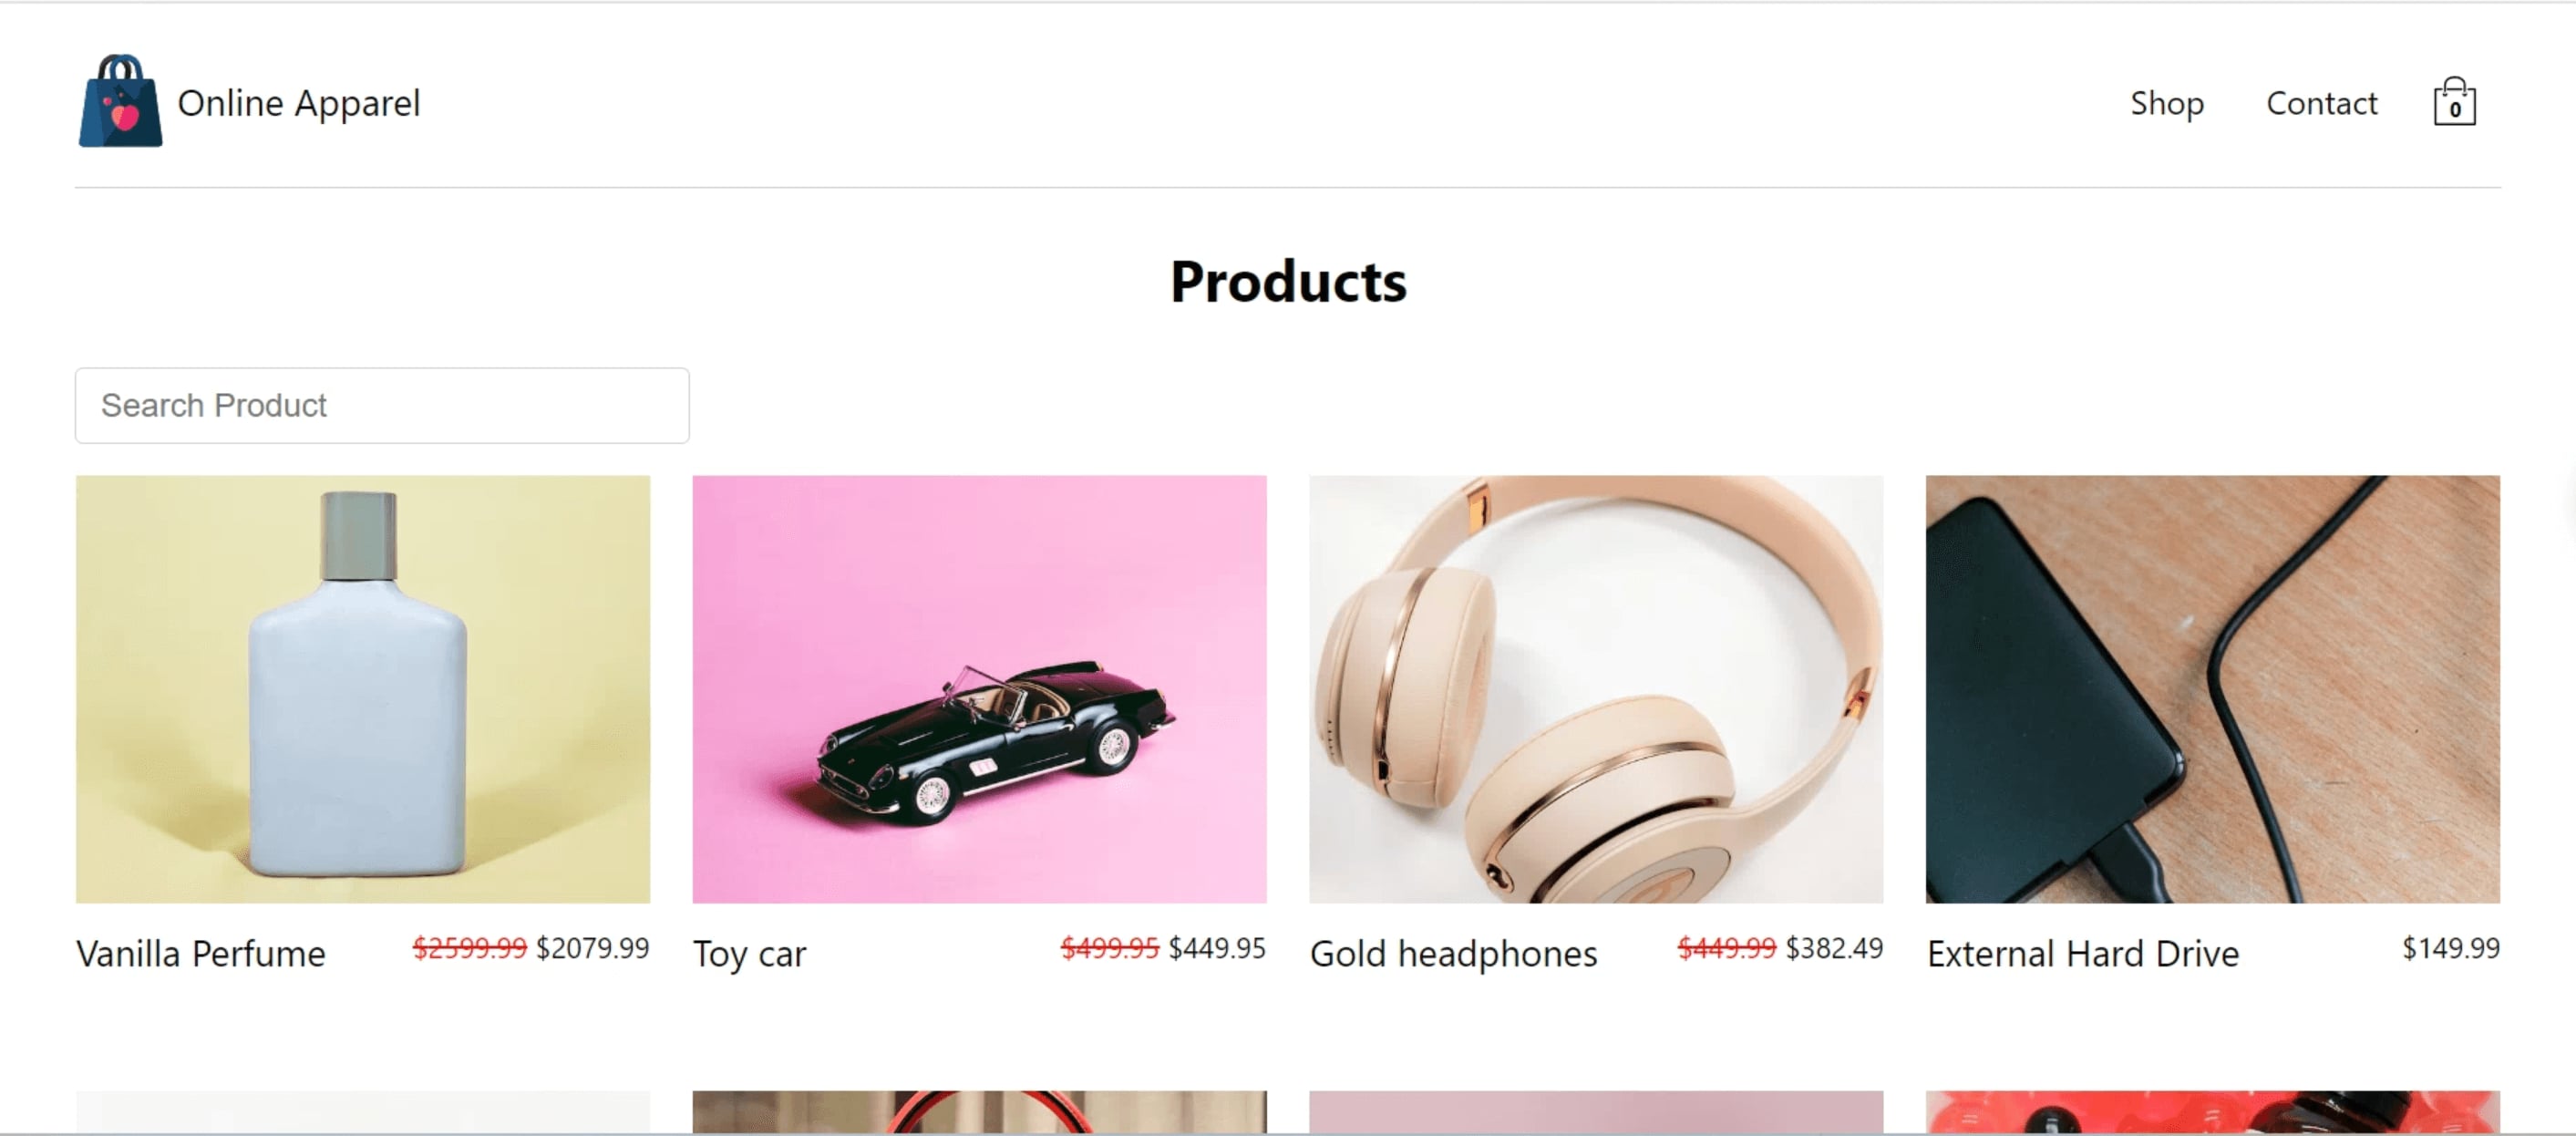 Online Apparel
Shop
Contact
0
Products
Search Product
Vanilla Perfume $2599.99 $2079.99
Toy car $499.95 $449.95
Gold headphones $449.99 $382.49
External Hard Drive $149.99